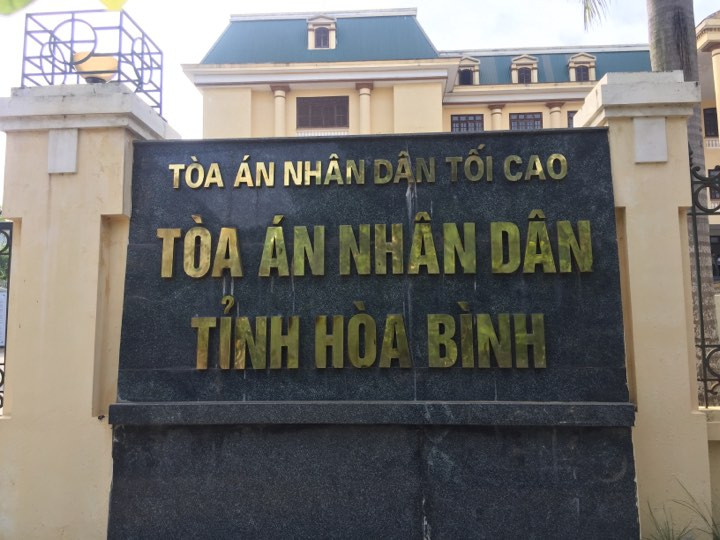 TÒA ÁN NHÂN DÂN TỐI CAO
TÒA ÁN NHÂN DÂN
TỈNH HÒA BÌNH